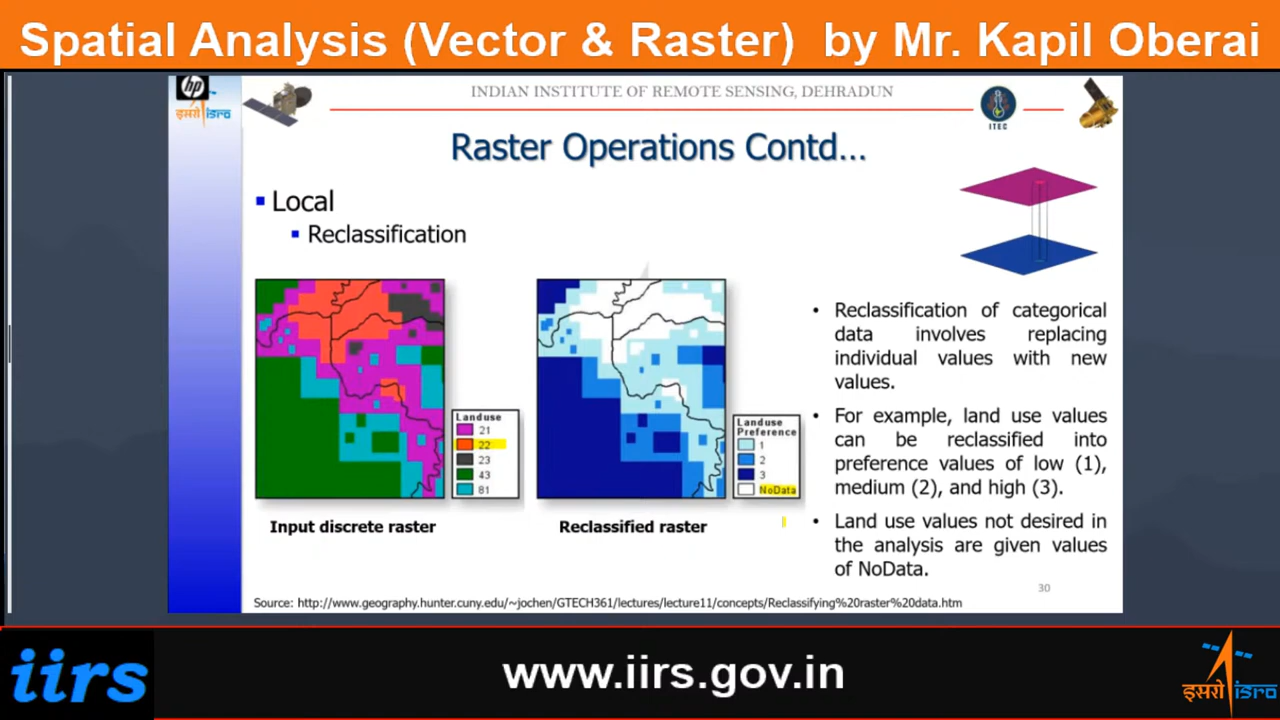 Spatial Analysis (Vector & Raster) by Mr. Kapil Oberai
hp
इसरो isro
INDIAN INSTITUTE OF REMOTE SENSING, DEHRADUN
ITEC
Raster Operations Contd...
Local
Reclassification
Landuse
21
22
23
43
81
Input discrete raster
Landuse
Preference
1
2
3
NoData
Reclassified raster
• Reclassification of categorical
data involves replacing
individual values with new
values.
• For example, land use values
can be reclassified into
preference values of low (1),
medium (2), and high (3).
• Land use values not desired in
the analysis are given values
of NoData.
30
Source: http://www.geography.hunter.cuny.edu/~jochen/GTECH361/lectures/lecture11/concepts/Reclassifying%20raster%20data.htm
iirs
www.iirs.gov.in
इसरो isro